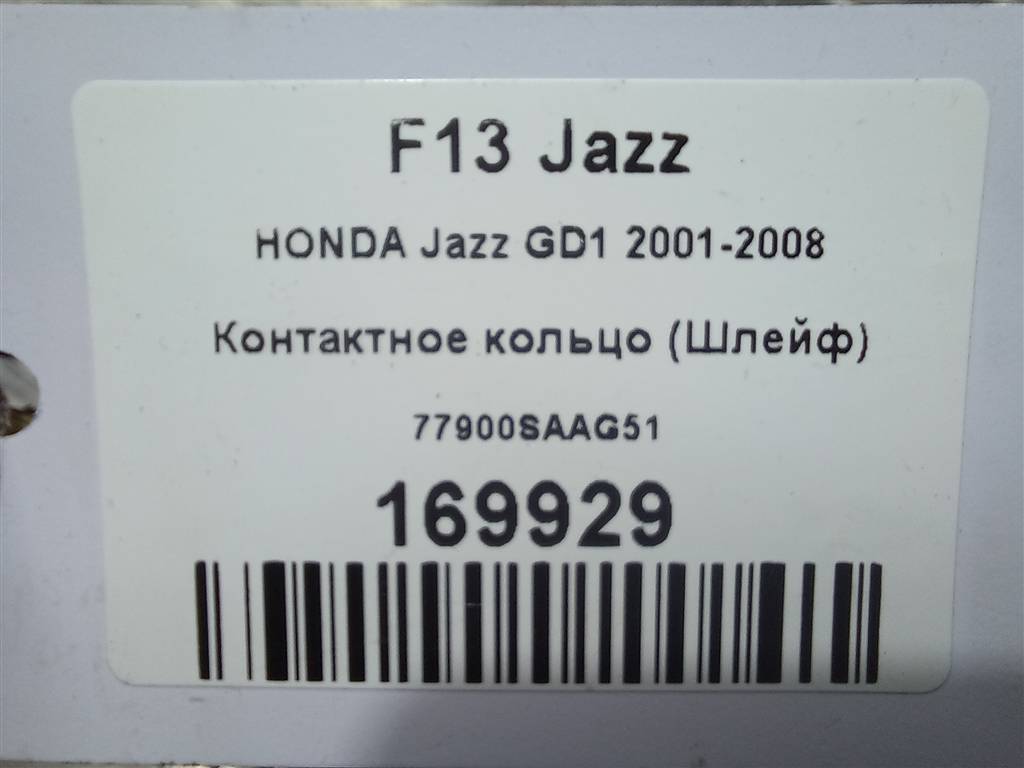 F13 Jazz
HONDA Jazz GD1 2001-2008
Контактное кольцо (Шлейф)
77900SAAG51
169929